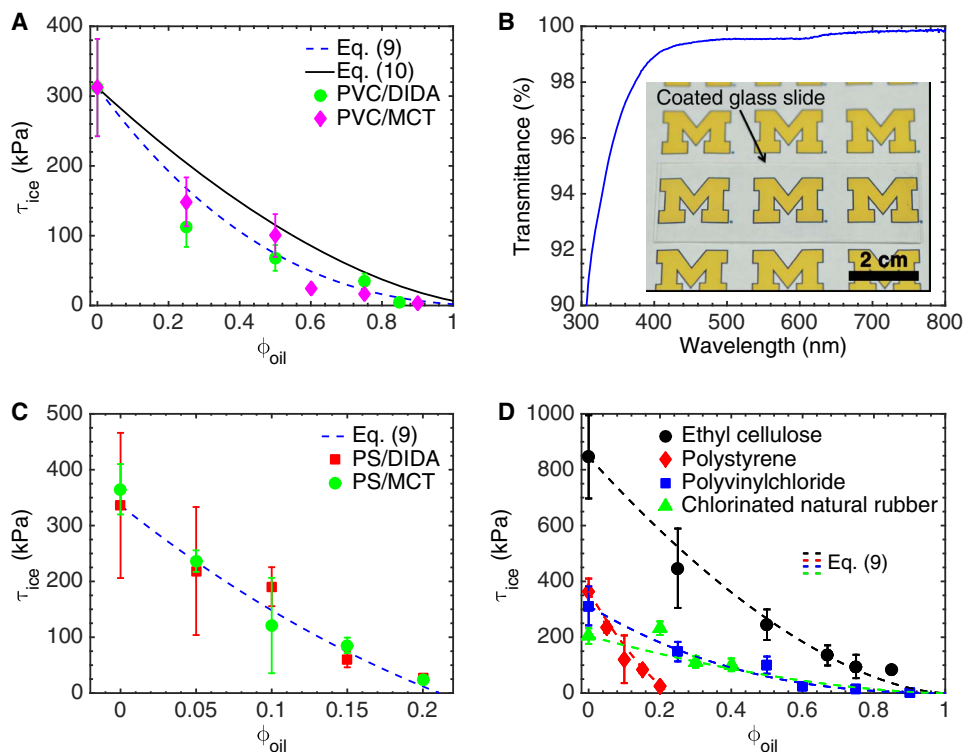 A
400
300
200
100
0
τice (kPa)
0
0.2
0.4
0.6
0.8
1
ϕoil
Eq. (9)
Eq. (10)
PVC/DIDA
PVC/MCT
B
100
98
96
94
92
90
Transmittance (%)
300
400
500
600
700
800
Wavelength (nm)
Coated glass slide
M M M
M M M
M M M
2 cm
C
500
400
300
200
100
0
τice (kPa)
0
0.05
0.1
0.15
0.2
ϕoil
Eq. (9)
PS/DIDA
PS/MCT
D
1000
800
600
400
200
0
τice (kPa)
0
0.2
0.4
0.6
0.8
1
ϕoil
Ethyl cellulose
Polystyrene
Polyvinylchloride
Chlorinated natural rubber
Eq. (9)